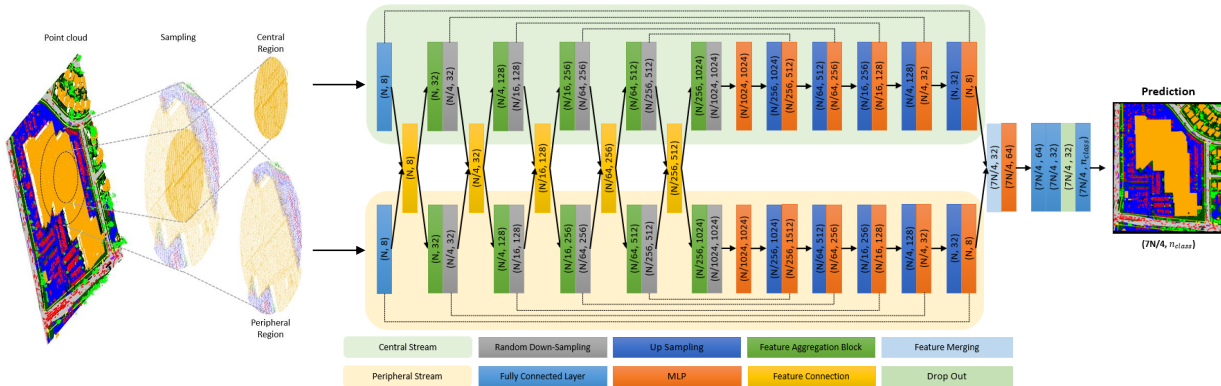 Point cloud
Sampling
Central
Region
Peripheral
Region
(N, 8)
(N, 32)
(N/4, 32)
(N/4, 128)
(N/16, 128)
(N/16, 256)
(N/64, 256)
(N/64, 512)
(N/256, 512)
(N/256, 1024)
(N/1024, 1024)
(N/1024, 1024)
(N/256, 1024)
(N/256, 512)
(N/64, 512)
(N/64, 256)
(N/16, 256)
(N/16, 128)
(N/4, 128)
(N/4, 32)
(N, 32)
(N, 8)
(N, 8)
(N/4, 32)
(N/16, 128)
(N/64, 256)
(N/256, 512)
(N, 8)
(N, 32)
(N/4, 32)
(N/4, 128)
(N/16, 128)
(N/16, 256)
(N/64, 256)
(N/64, 512)
(N/256, 512)
(N/256, 1024)
(N/1024, 1024)
(N/1024, 1024)
(N/256, 1024)
(N/256, 1512)
(N/64, 512)
(N/64, 256)
(N/16, 256)
(N/16, 128)
(N/4, 128)
(N/4, 32)
(N, 32)
(N, 8)
(7N/4, 32)
(7N/4, 64)
(7N/4, 64)
(7N/4, 32)
(7N/4, 32)
(7N/4, n_class)
Prediction
(7N/4, n_class)
Central Stream
Random Down-Sampling
Up Sampling
Feature Aggregation Block
Feature Merging
Peripheral Stream
Fully Connected Layer
MLP
Feature Connection
Drop Out